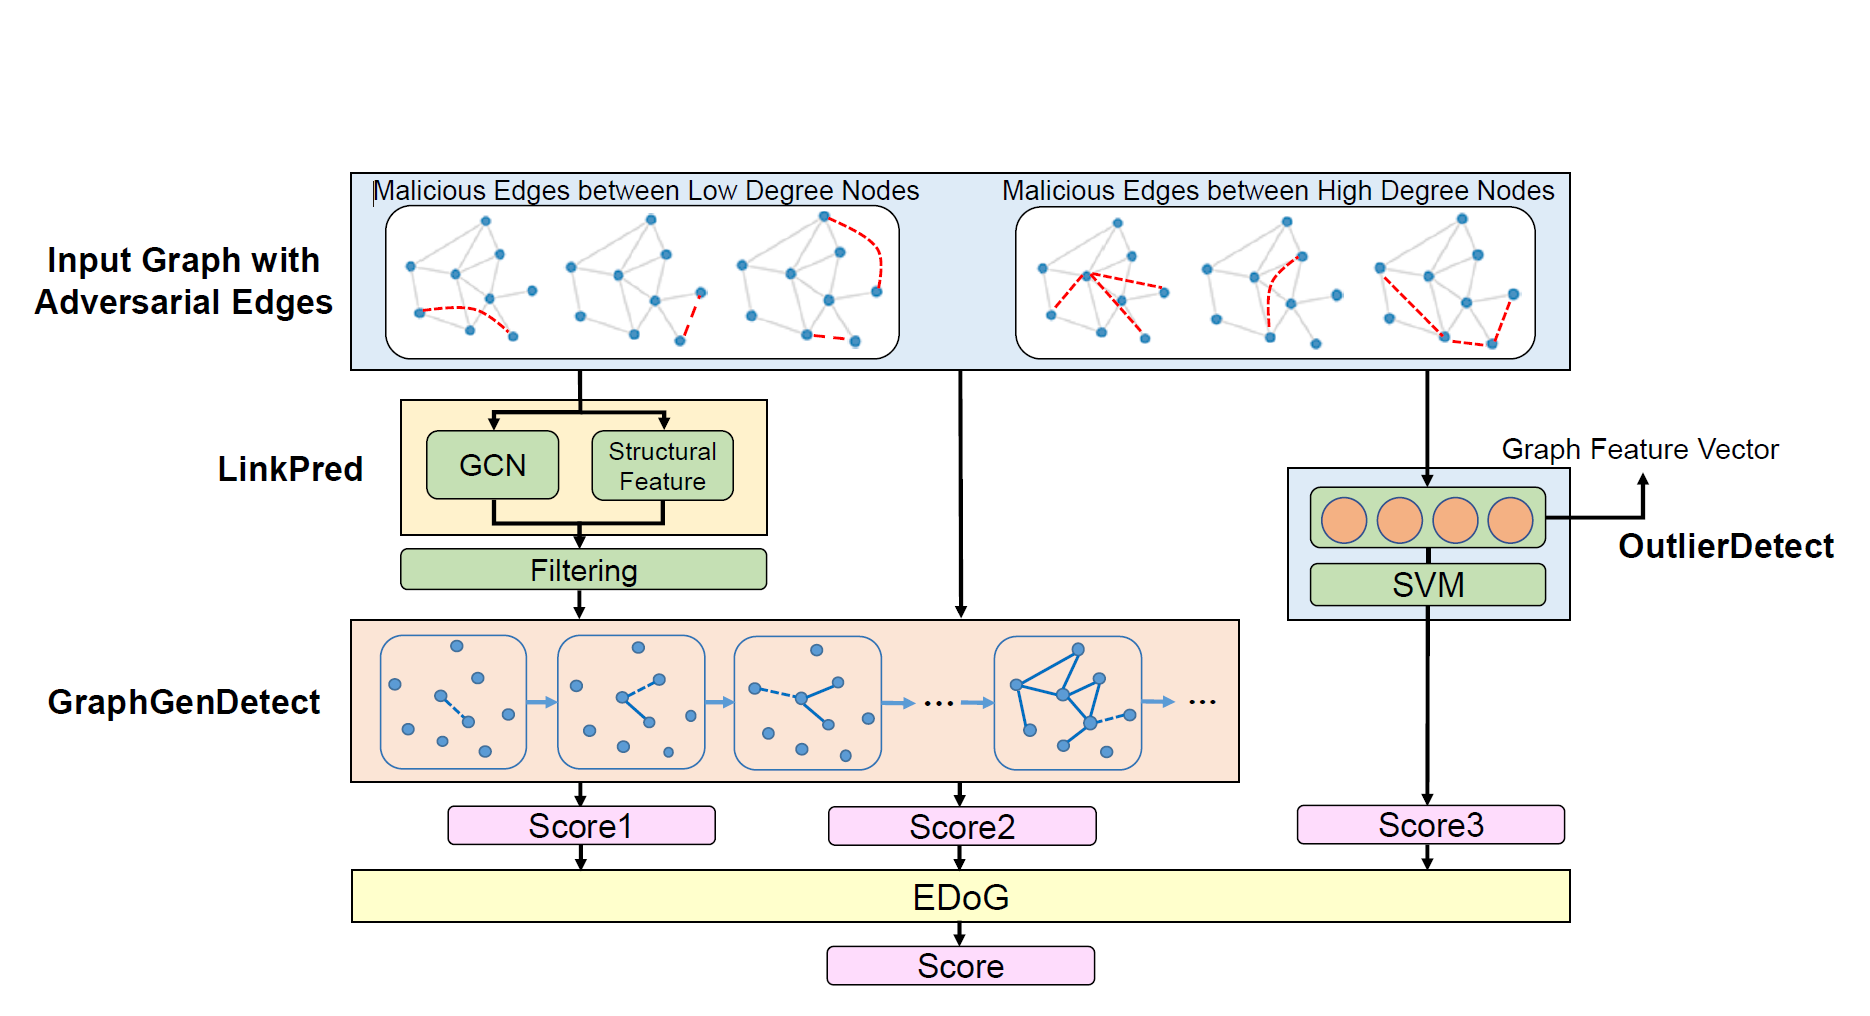 Malicious Edges between Low Degree Nodes
Malicious Edges between High Degree Nodes
Input Graph with
Adversarial Edges
LinkPred
GCN
Structural
Feature
Filtering
Graph Feature Vector
OutlierDetect
SVM
GraphGenDetect
...
...
Score1
Score2
Score3
EDoG
Score